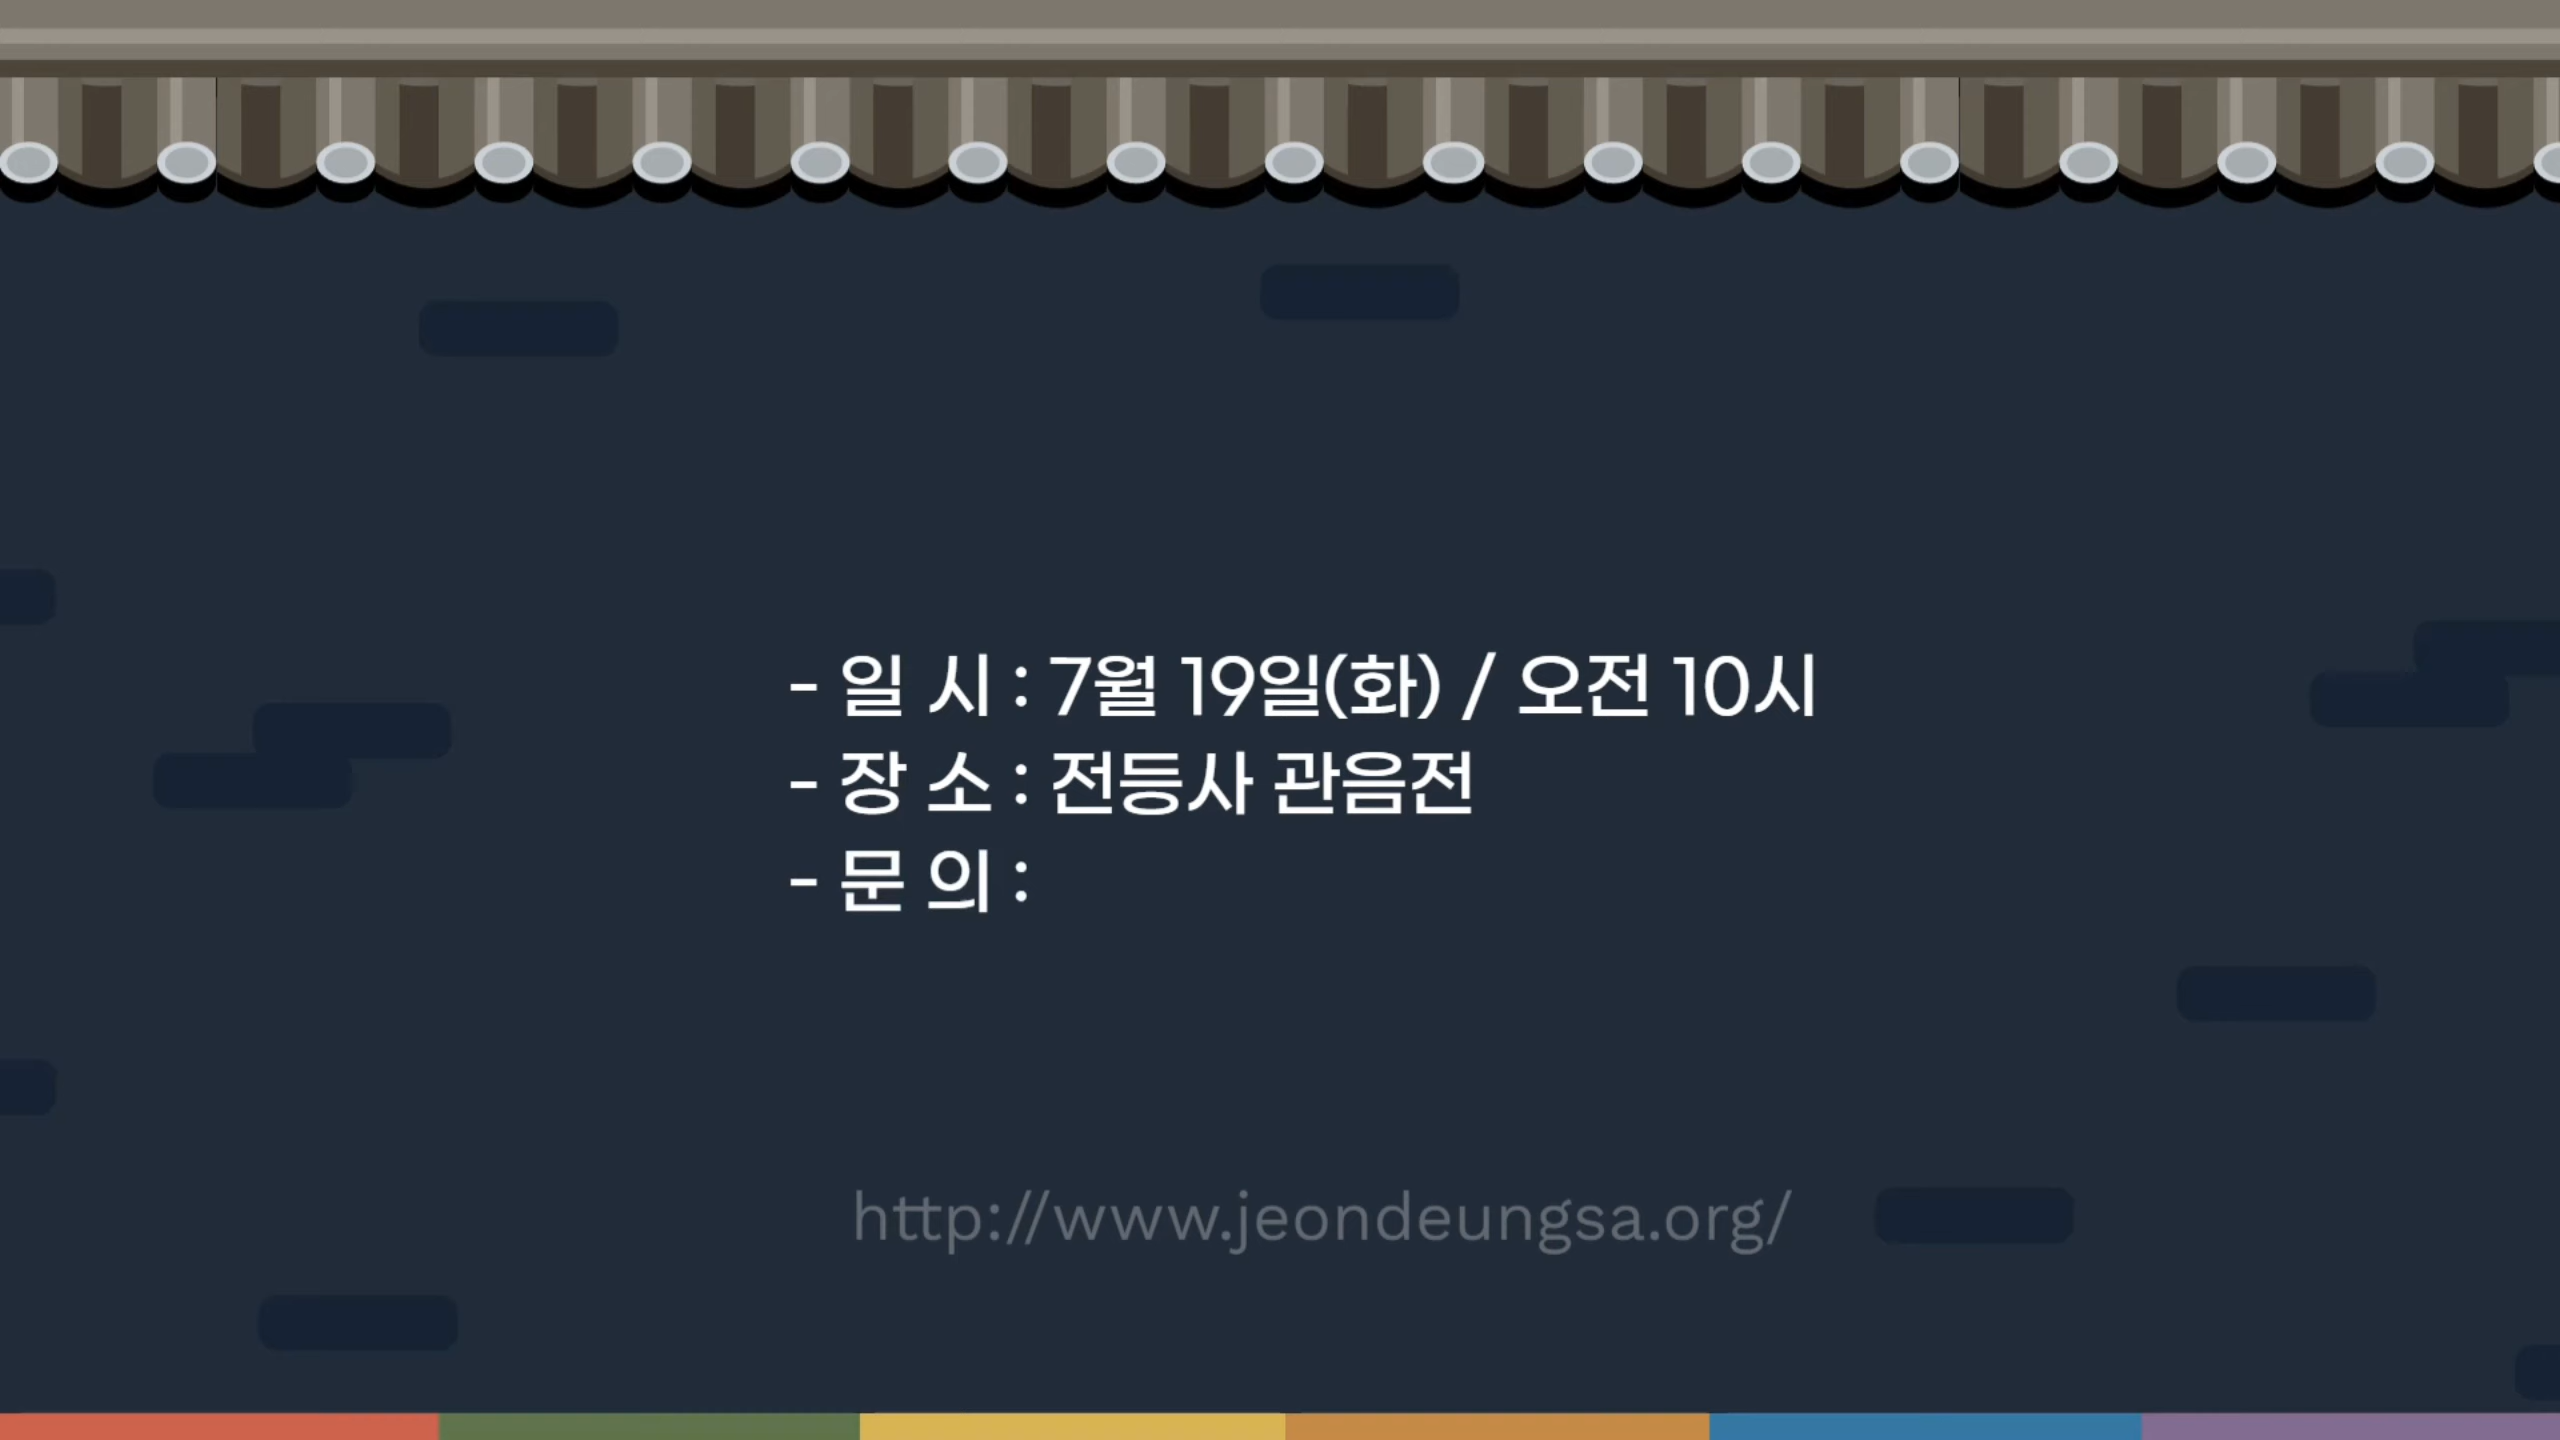 - 일 시 : 7월 19일(화) / 오전 10시
- 장 소 : 전등사 관음전
- 문 의 :
http://www.jeondeungsa.org/